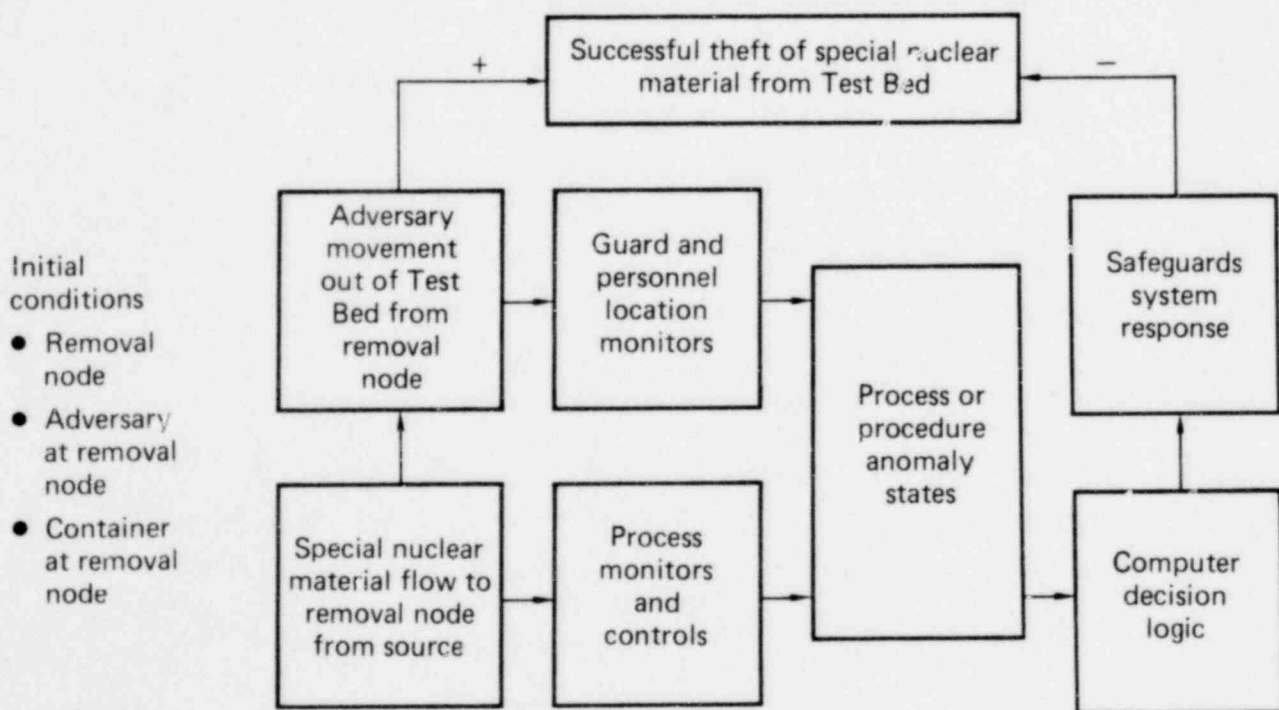 Successful theft of special nuclear
material from Test Bed
+
−
Initial
conditions
● Removal
node
● Adversary
at removal
node
● Container
at removal
node
Adversary
movement
out of Test
Bed from
removal
node
Guard and
personnel
location
monitors
Process or
procedure
anomaly
states
Safeguards
system
response
Special nuclear
material flow to
removal node
from source
Process
monitors
and
controls
Computer
decision
logic